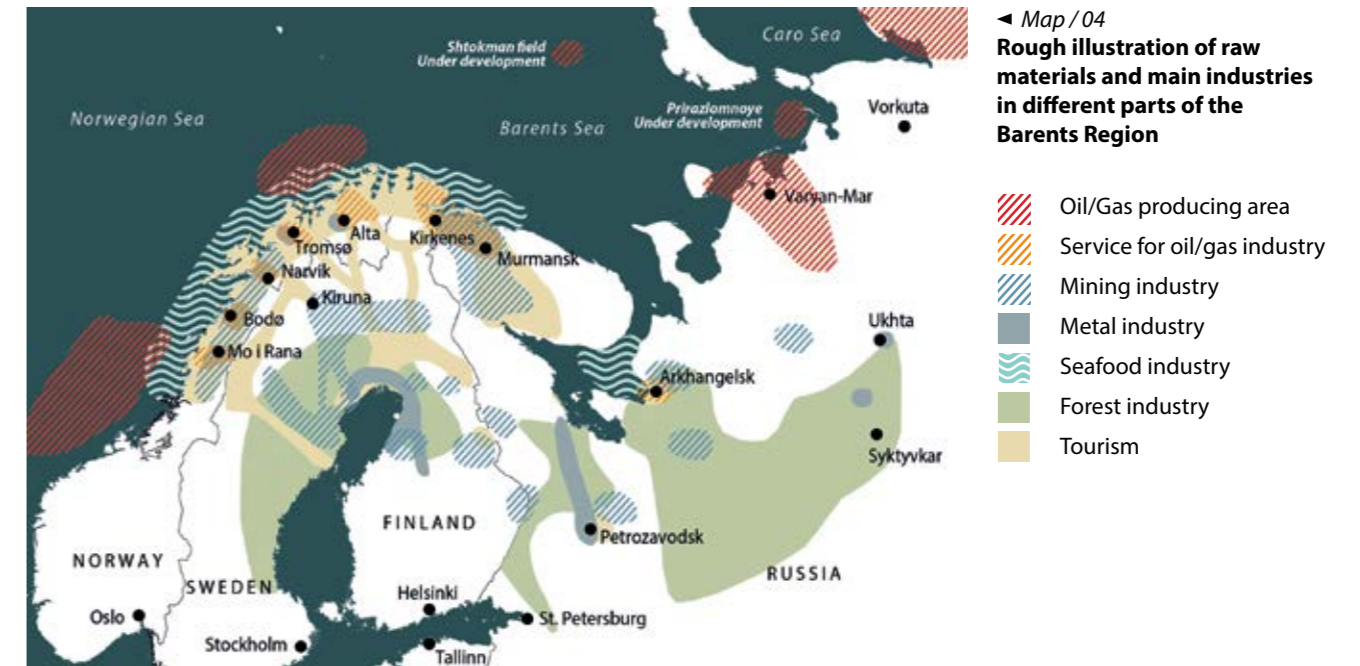 Shtokman field
Under development
Caro Sea
Norwegian Sea
Barents Sea
Prirazlomnoye
Under development
Vorkuta
Varyan-Mar
Alta
Kirkenes
Tromsø
Murmansk
Narvik
Kiruna
Bodø
Mo i Rana
Ukhta
Arkhangelsk
Syktyvkar
FINLAND
Petrozavodsk
NORWAY
RUSSIA
SWEDEN
Helsinki
Oslo
St. Petersburg
Stockholm
Tallinn
◄ Map / 04
Rough illustration of raw
materials and main industries
in different parts of the
Barents Region
Oil/Gas producing area
Service for oil/gas industry
Mining industry
Metal industry
Seafood industry
Forest industry
Tourism